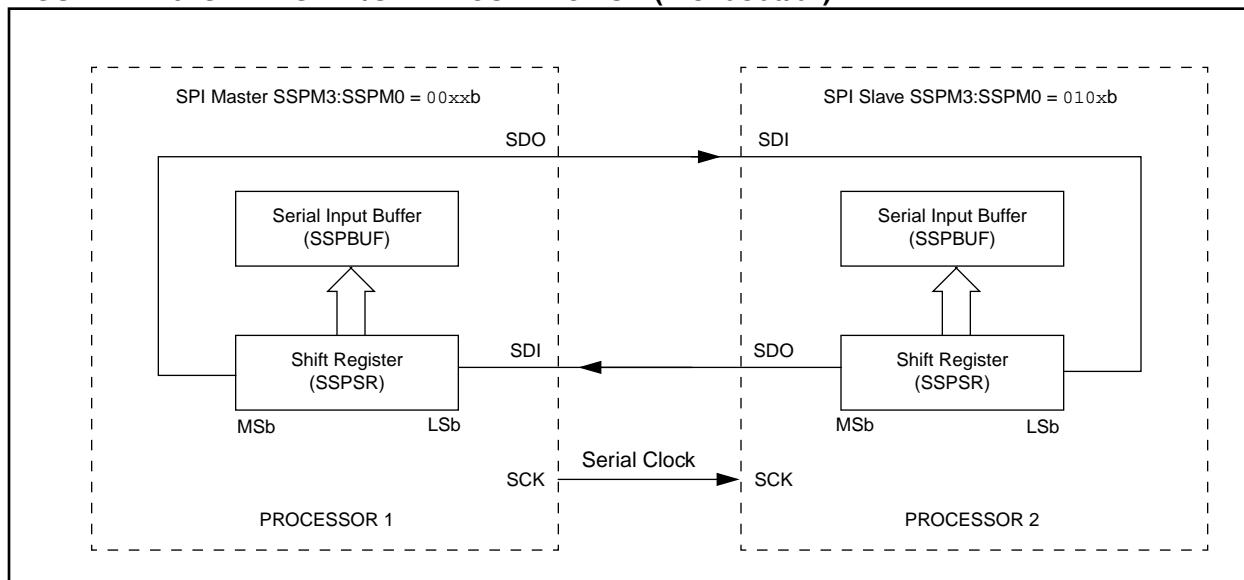 SPI Master SSPM3:SSPM0 = 00xxb
SPI Slave SSPM3:SSPM0 = 010xb
SDO
SDI
Serial Input Buffer
(SSPBUF)
Serial Input Buffer
(SSPBUF)
Shift Register
(SSPSR)
SDI
SDO
Shift Register
(SSPSR)
MSb
LSb
MSb
LSb
SCK
Serial Clock
SCK
PROCESSOR 1
PROCESSOR 2